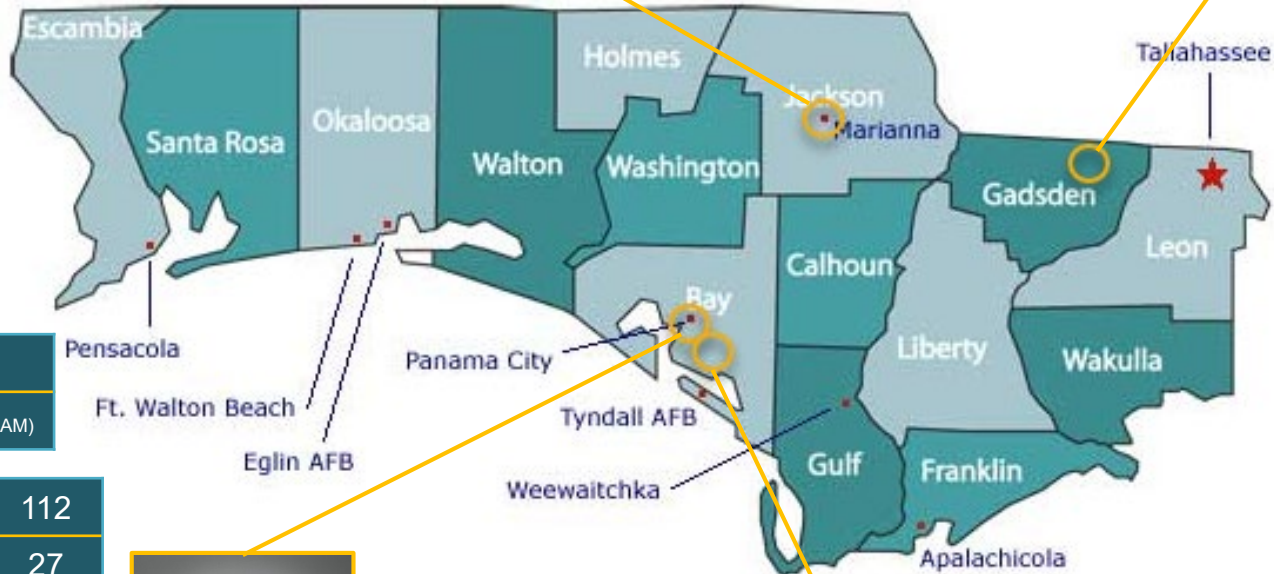 Escambia
Holmes
Tallahassee
Jackson
Okaloosa
Marianna
Santa Rosa
Walton
Washington
Gadsden
Leon
Calhoun
Bay
Pensacola
Panama City
Liberty
Wakulla
Ft. Walton Beach
Tyndall AFB
AM)
Eglin AFB
Gulf
Franklin
Weewaitchka
112
27
Apalachicola